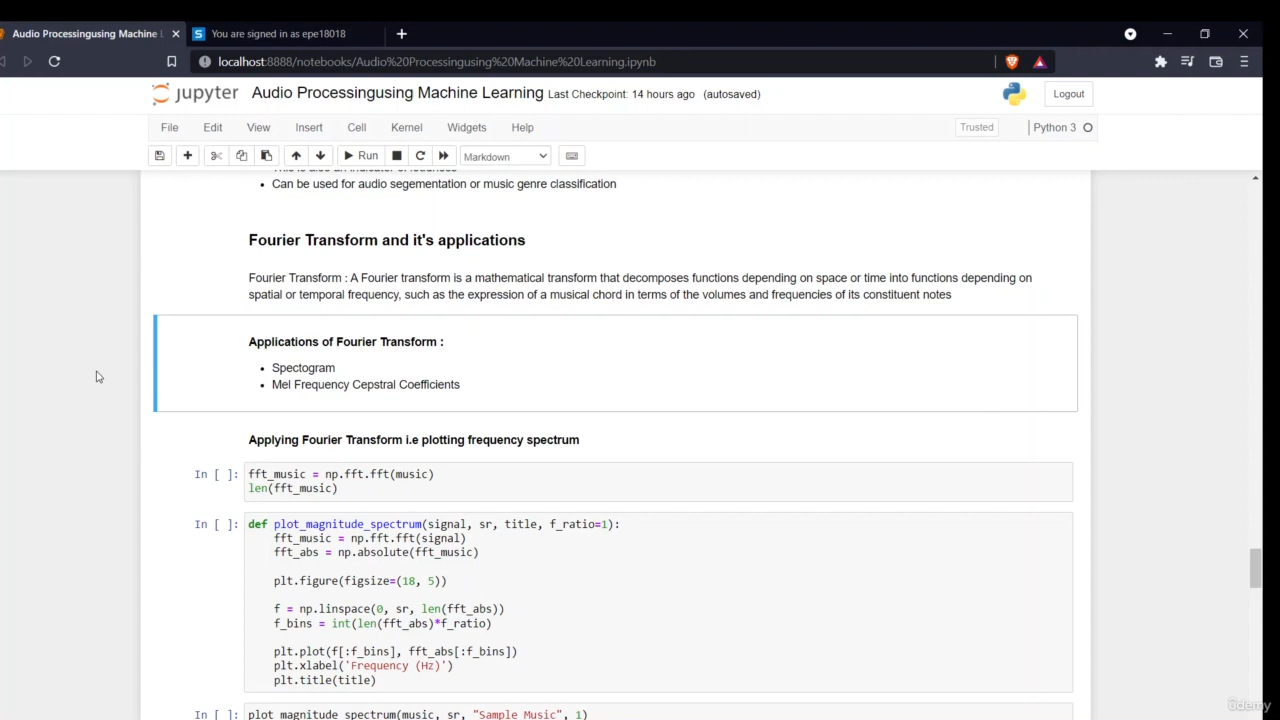 Audio Processingusing Machine L
You are signed in as epe18018
localhost:8888/notebooks/Audio%20Processingusing%20Machine%20Learning.ipynb
jupyter Audio Processingusing Machine Learning Last Checkpoint: 14 hours ago (autosaved)
Logout
File Edit View Insert Cell Kernel Widgets Help
Trusted
Python 3
Run
Markdown
Can be used for audio segementation or music genre classification
Fourier Transform and it's applications
Fourier Transform : A Fourier transform is a mathematical transform that decomposes functions depending on space or time into functions depending on
spatial or temporal frequency, such as the expression of a musical chord in terms of the volumes and frequencies of its constituent notes
Applications of Fourier Transform :
Spectogram
Mel Frequency Cepstral Coefficients
Applying Fourier Transform i.e plotting frequency spectrum
In [ ]: fft_music = np.fft.fft(music)
len(fft_music)
In [ ]: def plot_magnitude_spectrum(signal, sr, title, f_ratio=1):
fft_music = np.fft.fft(signal)
fft_abs = np.absolute(fft_music)
plt.figure(figsize=(18, 5))
f = np.linspace(0, sr, len(fft_abs))
f_bins = int(len(fft_abs)*f_ratio)
plt.plot(f[:f_bins], fft_abs[:f_bins])
plt.xlabel('Frequency (Hz)')
plt.title(title)
In [ ]: plot_magnitude_spectrum(music, sr, "Sample Music", 1)
ûdemy